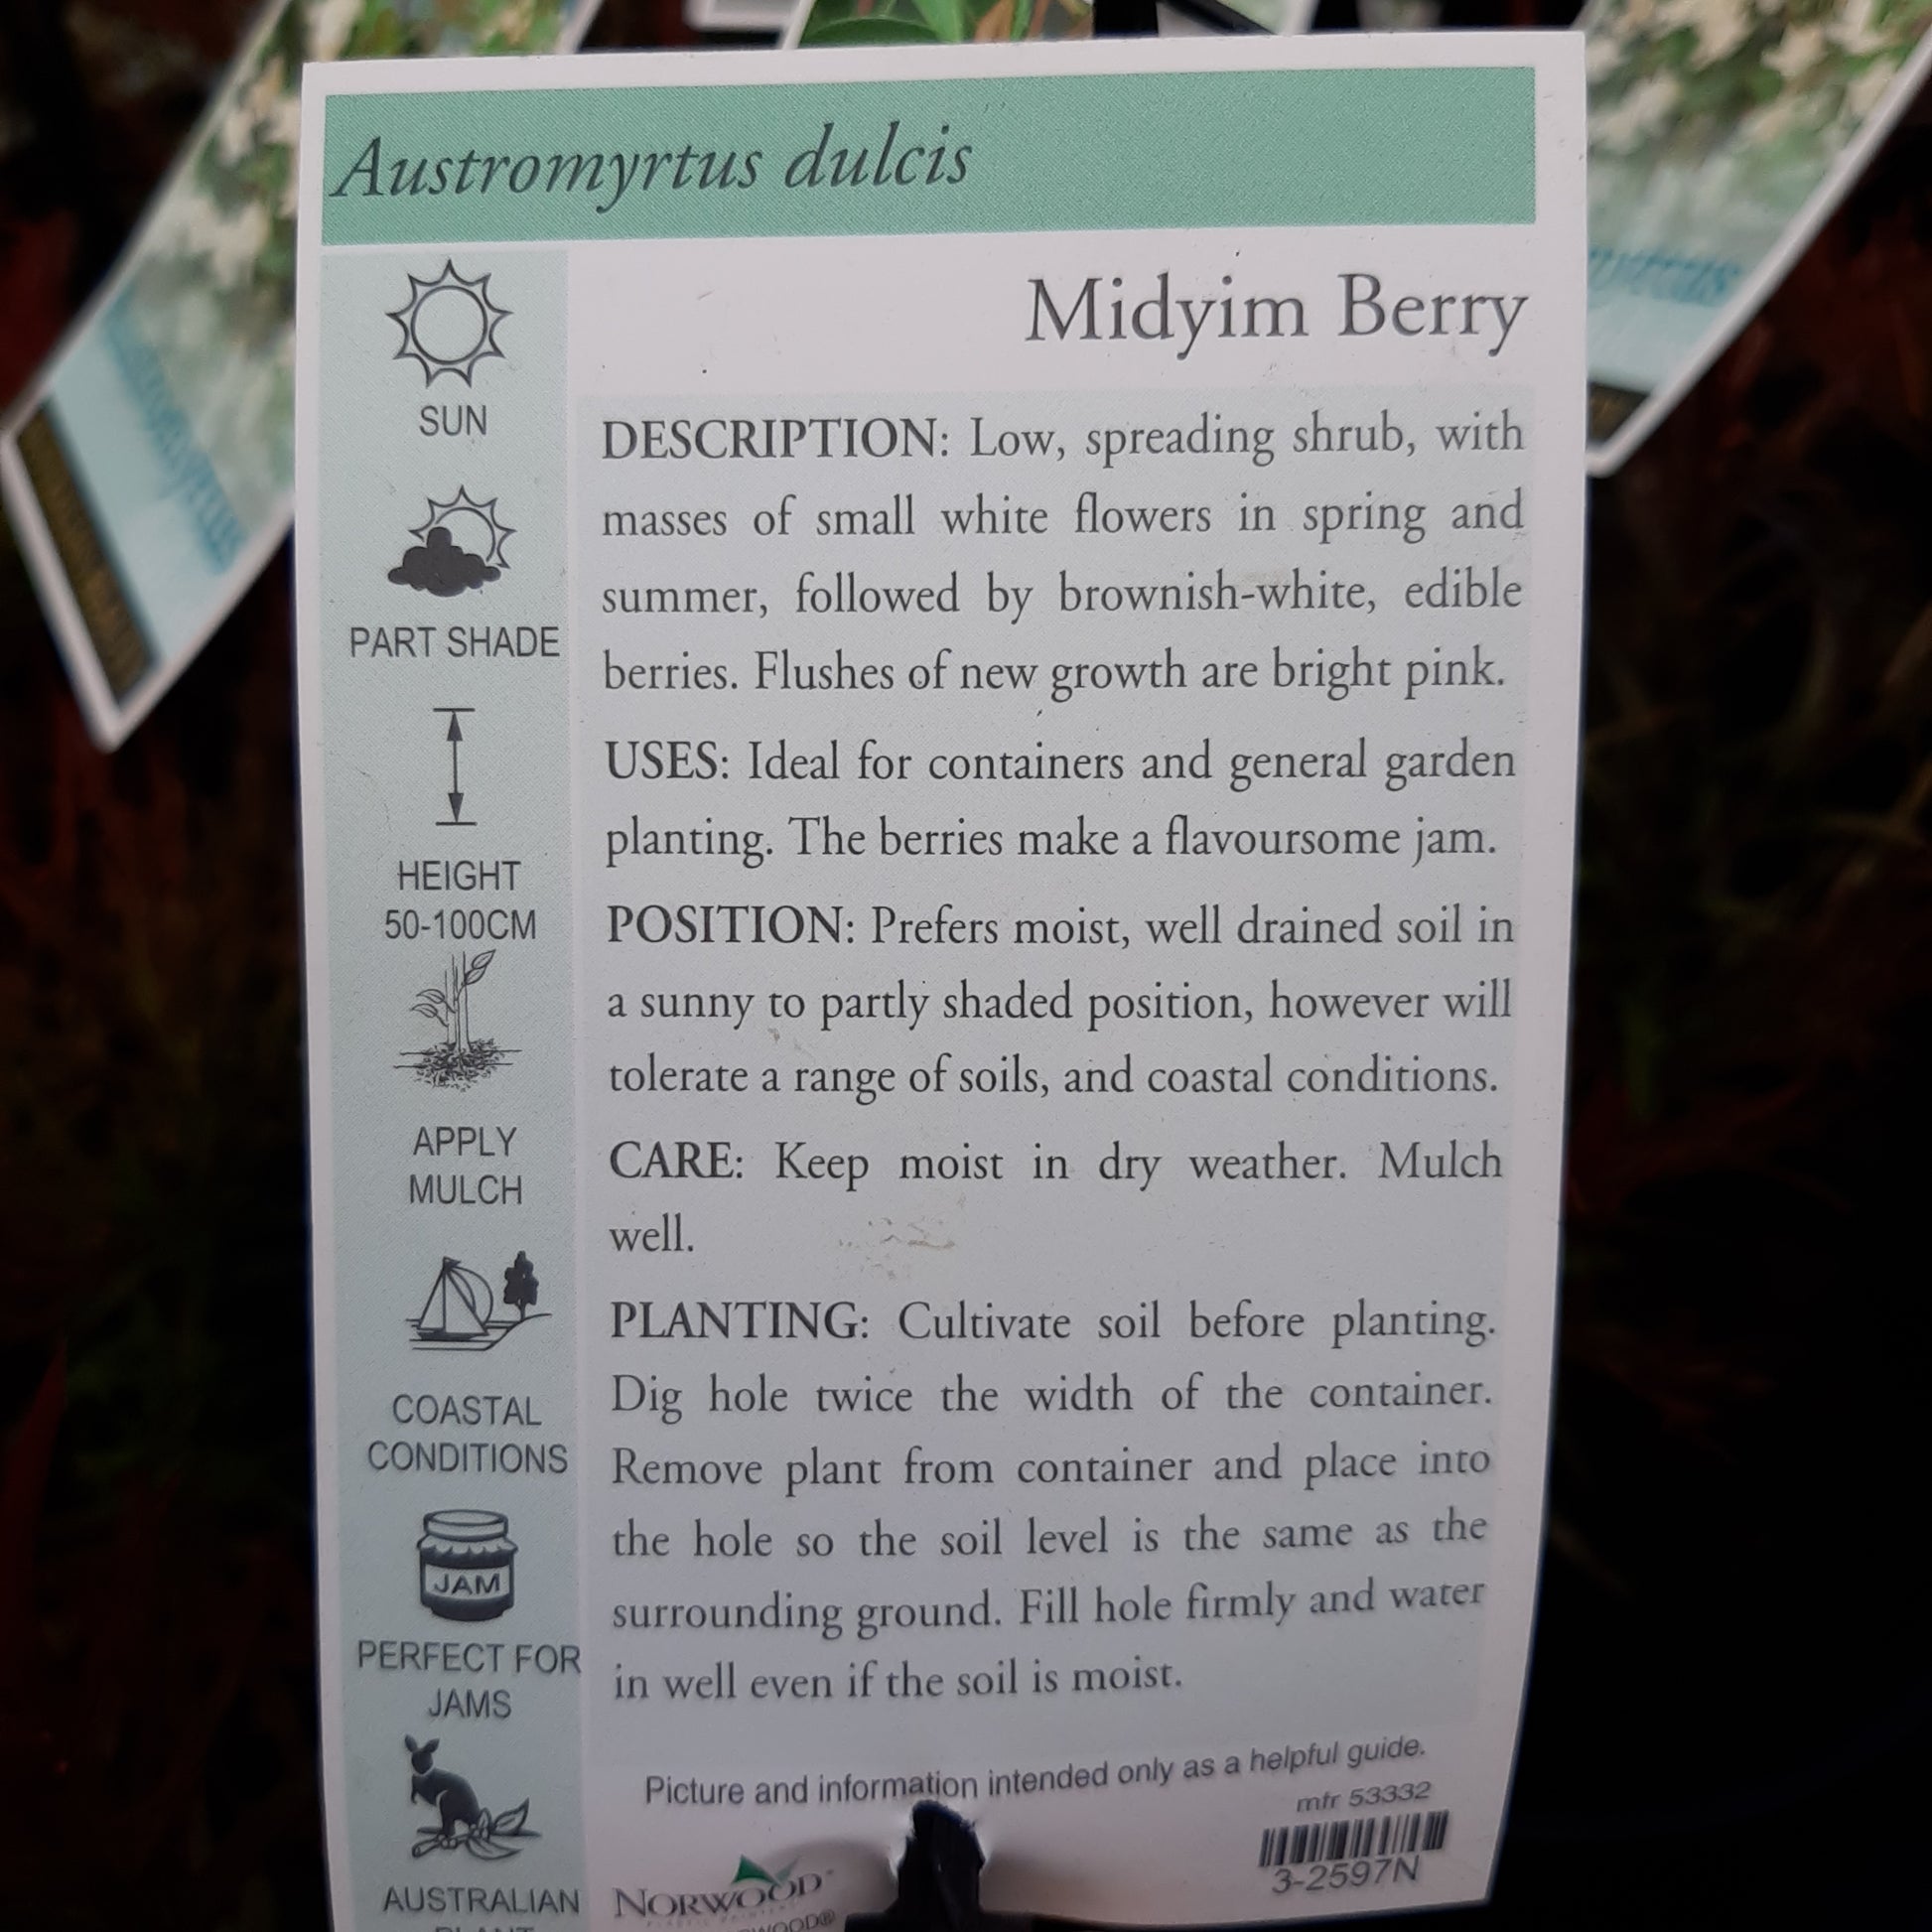 Austromyrtus dulcis
Midyim Berry
SUN
PART SHADE
HEIGHT
50-100CM
APPLY
MULCH
COASTAL
CONDITIONS
JAM
PERFECT FOR
JAMS
AUSTRALIAN
PLANT
DESCRIPTION: Low, spreading shrub, with
masses of small white flowers in spring and
summer, followed by brownish-white, edible
berries. Flushes of new growth are bright pink.
USES: Ideal for containers and general garden
planting. The berries make a flavoursome jam.
POSITION: Prefers moist, well drained soil in
a sunny to partly shaded position, however will
tolerate a range of soils, and coastal conditions.
CARE: Keep moist in dry weather. Mulch
well.
PLANTING: Cultivate soil before planting.
Dig hole twice the width of the container.
Remove plant from container and place into
the hole so the soil level is the same as the
surrounding ground. Fill hole firmly and water
in well even if the soil is moist.
Picture and information intended only as a helpful guide.
mfr 53332
3-2597N
NORWOOD